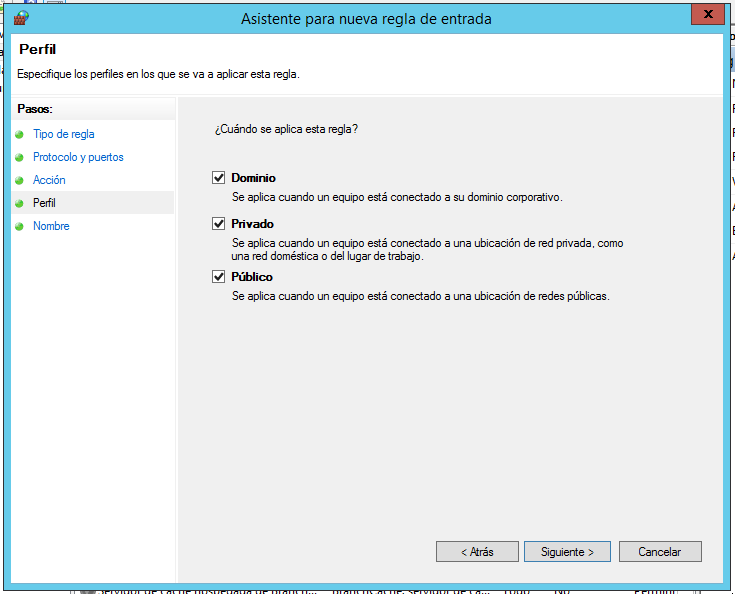 Asistente para nueva regla de entrada
x
Perfil
Especifique los perfiles en los que se va a aplicar esta regla.
Pasos:
Tipo de regla
Protocolo y puertos
Acción
Perfil
Nombre
¿Cuándo se aplica esta regla?
Dominio
Se aplica cuando un equipo está conectado a su dominio corporativo.
Privado
Se aplica cuando un equipo está conectado a una ubicación de red privada, como
una red doméstica o del lugar de trabajo.
Público
Se aplica cuando un equipo está conectado a una ubicación de redes públicas.
< Atrás
Siguiente >
Cancelar